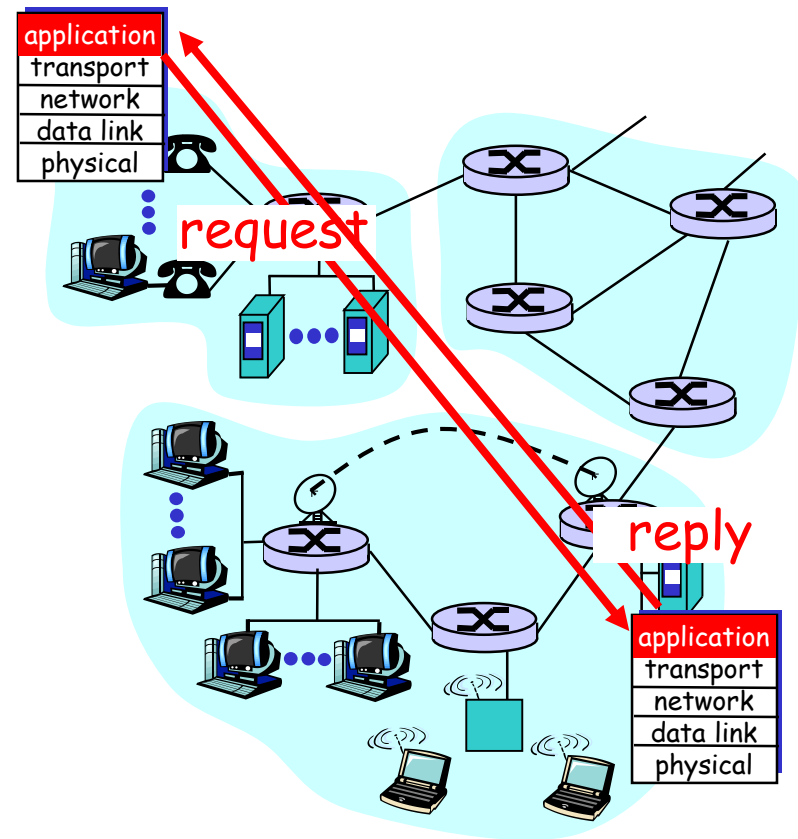 application
transport
network
data link
physical
request
reply
application
transport
network
data link
physical